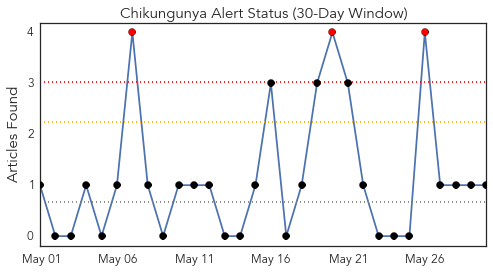 Chikungunya Alert Status (30-Day Window)
Articles Found
4
3
2
1
0
May 01 May 06 May 11 May 16 May 21 May 26